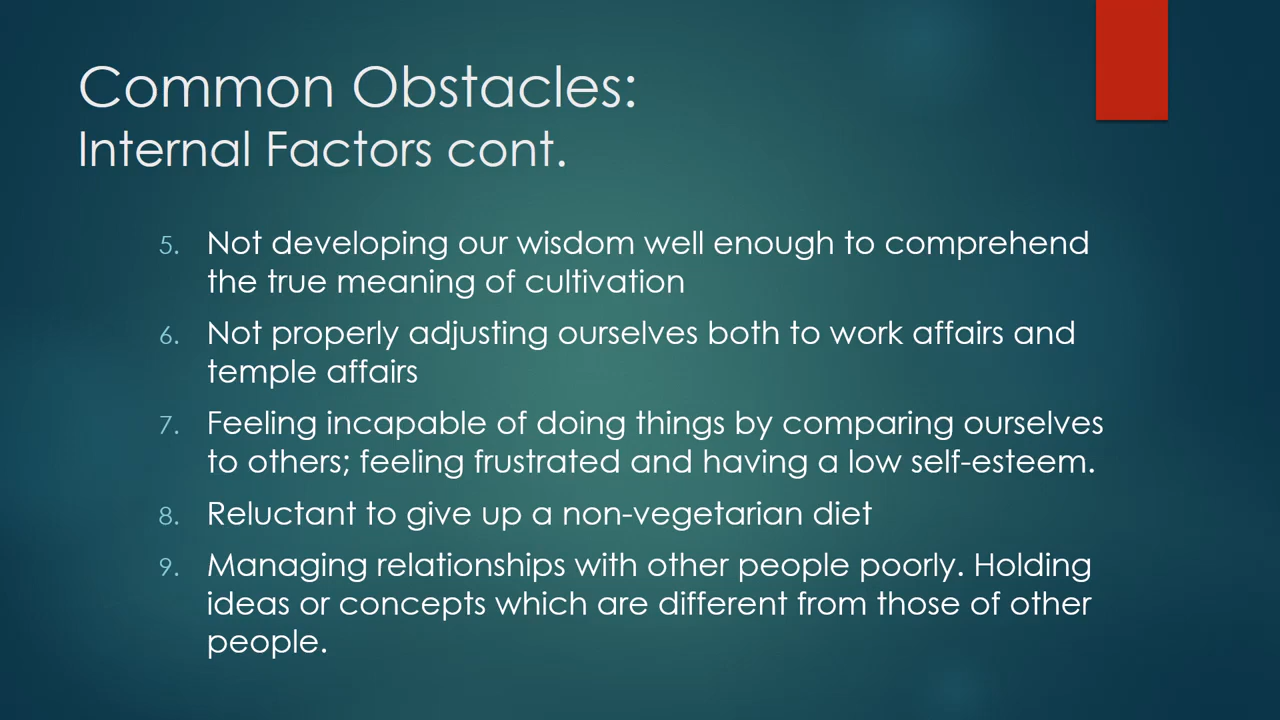 Common Obstacles:
Internal Factors cont.
5. Not developing our wisdom well enough to comprehend
the true meaning of cultivation
6. Not properly adjusting ourselves both to work affairs and
temple affairs
7. Feeling incapable of doing things by comparing ourselves
to others; feeling frustrated and having a low self-esteem.
8. Reluctant to give up a non-vegetarian diet
9. Managing relationships with other people poorly. Holding
ideas or concepts which are different from those of other
people.